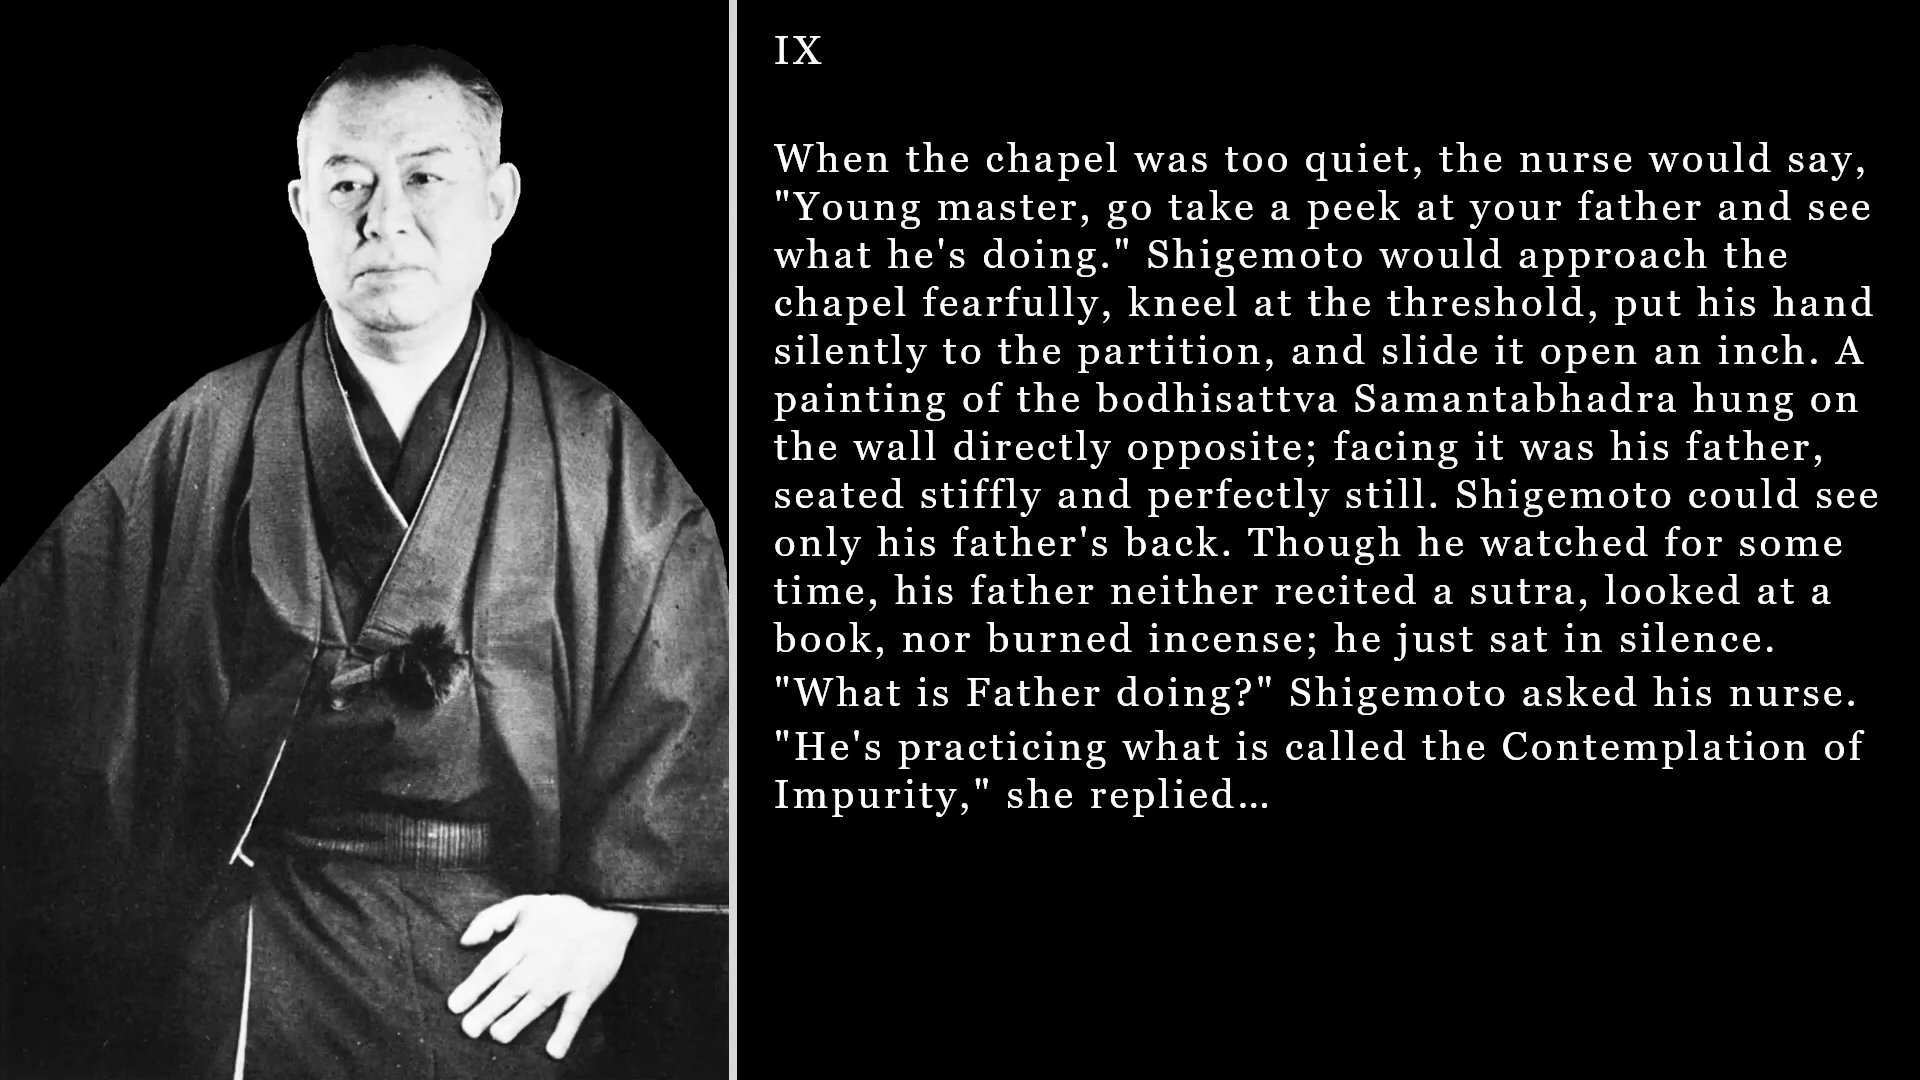 IX
When the chapel was too quiet, the nurse would say,
"Young master, go take a peek at your father and see
what he's doing." Shigemoto would approach the
chapel fearfully, kneel at the threshold, put his hand
silently to the partition, and slide it open an inch. A
painting of the bodhisattva Samantabhadra hung on
the wall directly opposite; facing it was his father,
seated stiffly and perfectly still. Shigemoto could see
only his father's back. Though he watched for some
time, his father neither recited a sutra, looked at a
book, nor burned incense; he just sat in silence.
"What is Father doing?" Shigemoto asked his nurse.
"He's practicing what is called the Contemplation of
Impurity," she replied…